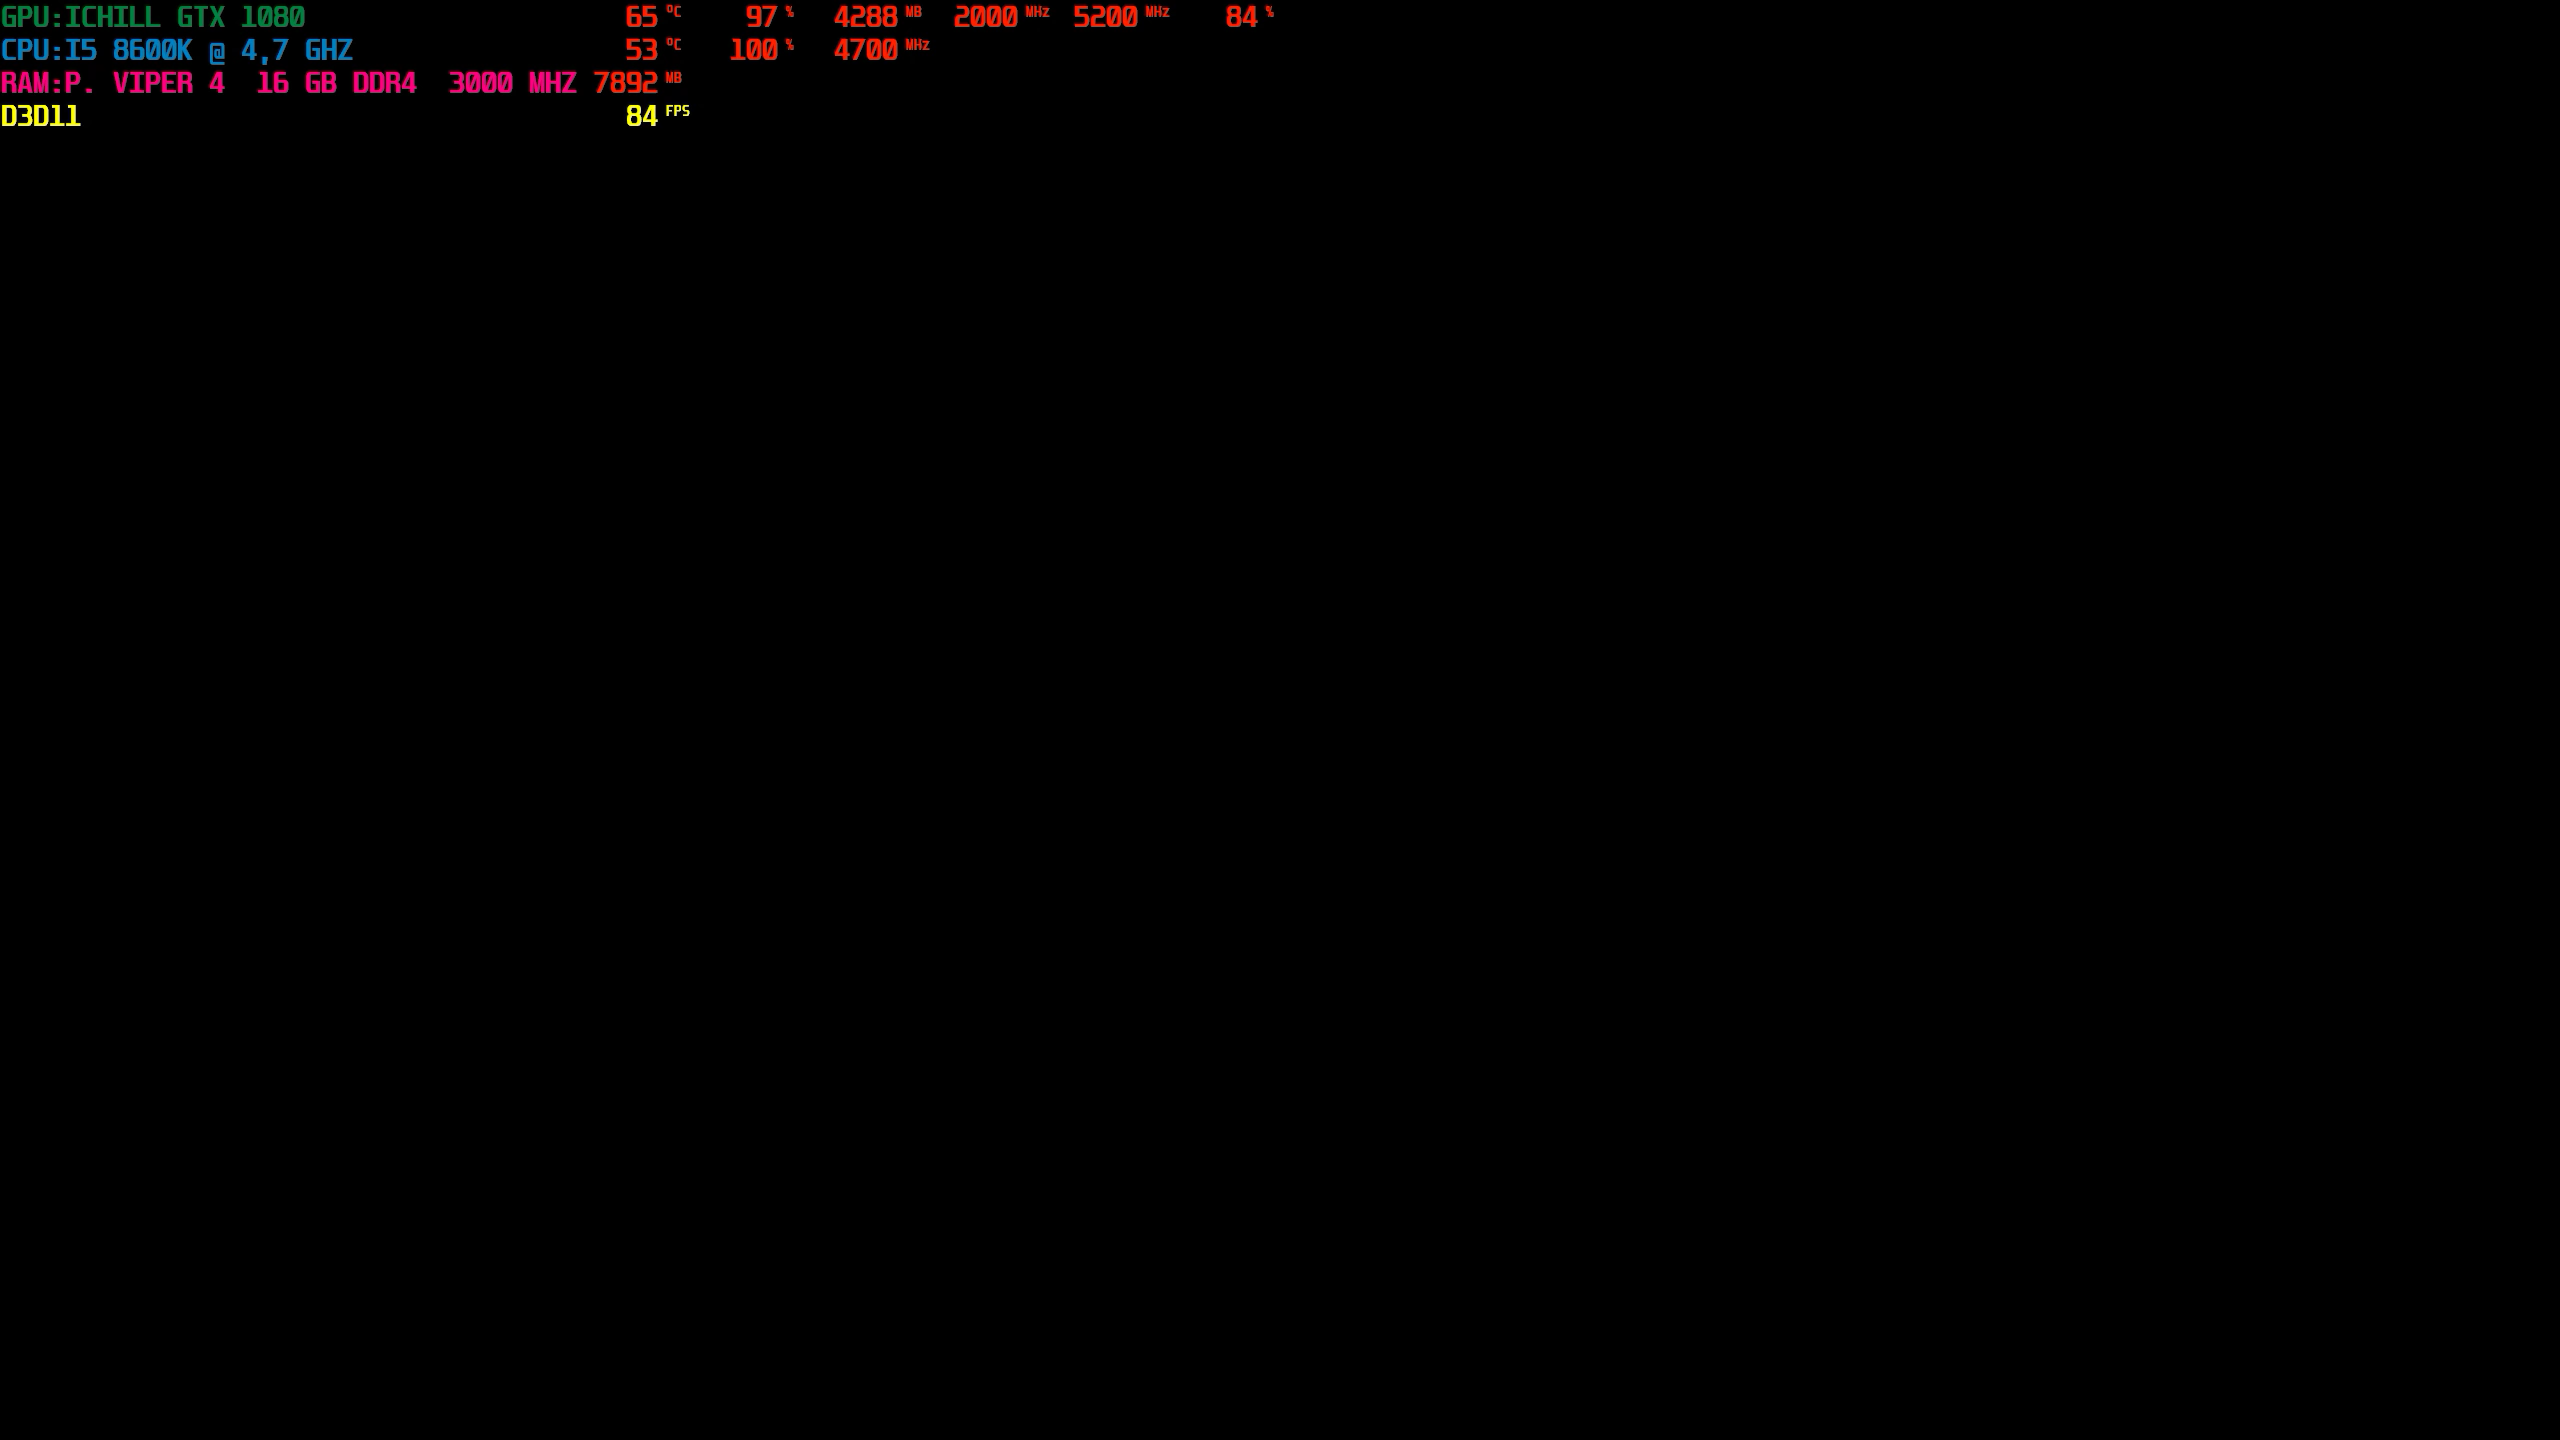 GPU:ICHILL GTX 1080 65 °C 97 % 4288 MB 2000 MHz 5200 MHz 84 %
CPU:I5 8600K @ 4,7 GHZ 53 °C 100 % 4700 MHz
RAM:P. VIPER 4 16 GB DDR4 3000 MHZ 7892 MB
D3D11 84 FPS